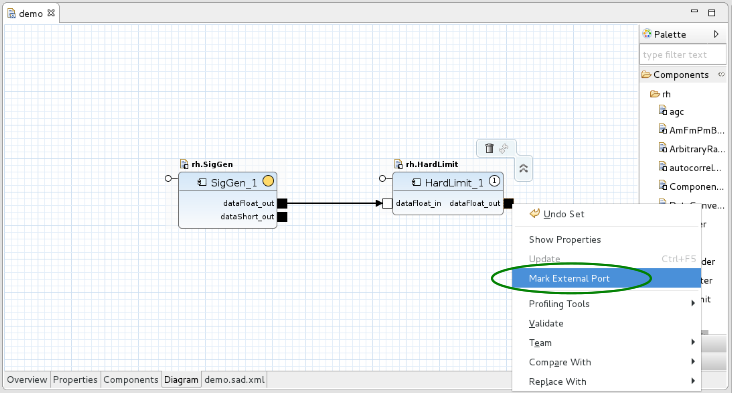 demo
Palette
type filter text
Components
rh
agc
AmFmPmB...
ArbitraryRa...
autocorrel...
Componen...
rh.SigGen
SigGen_1
dataFloat_out
dataShort_out
rh.HardLimit
HardLimit_1
1
dataFloat_in dataFloat_out
Undo Set
Show Properties
Update Ctrl+F5
Mark External Port
Profiling Tools
Validate
Team
Compare With
Replace With
Overview Properties Components Diagram demo.sad.xml